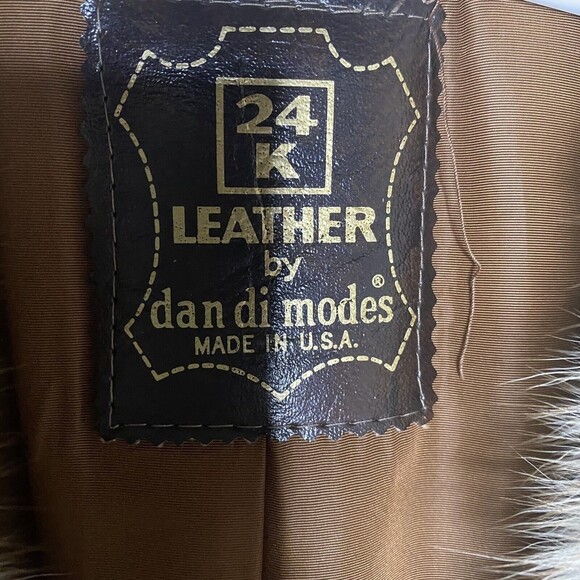 24
K
LEATHER
by
dan di modes®
MADE IN U.S.A.